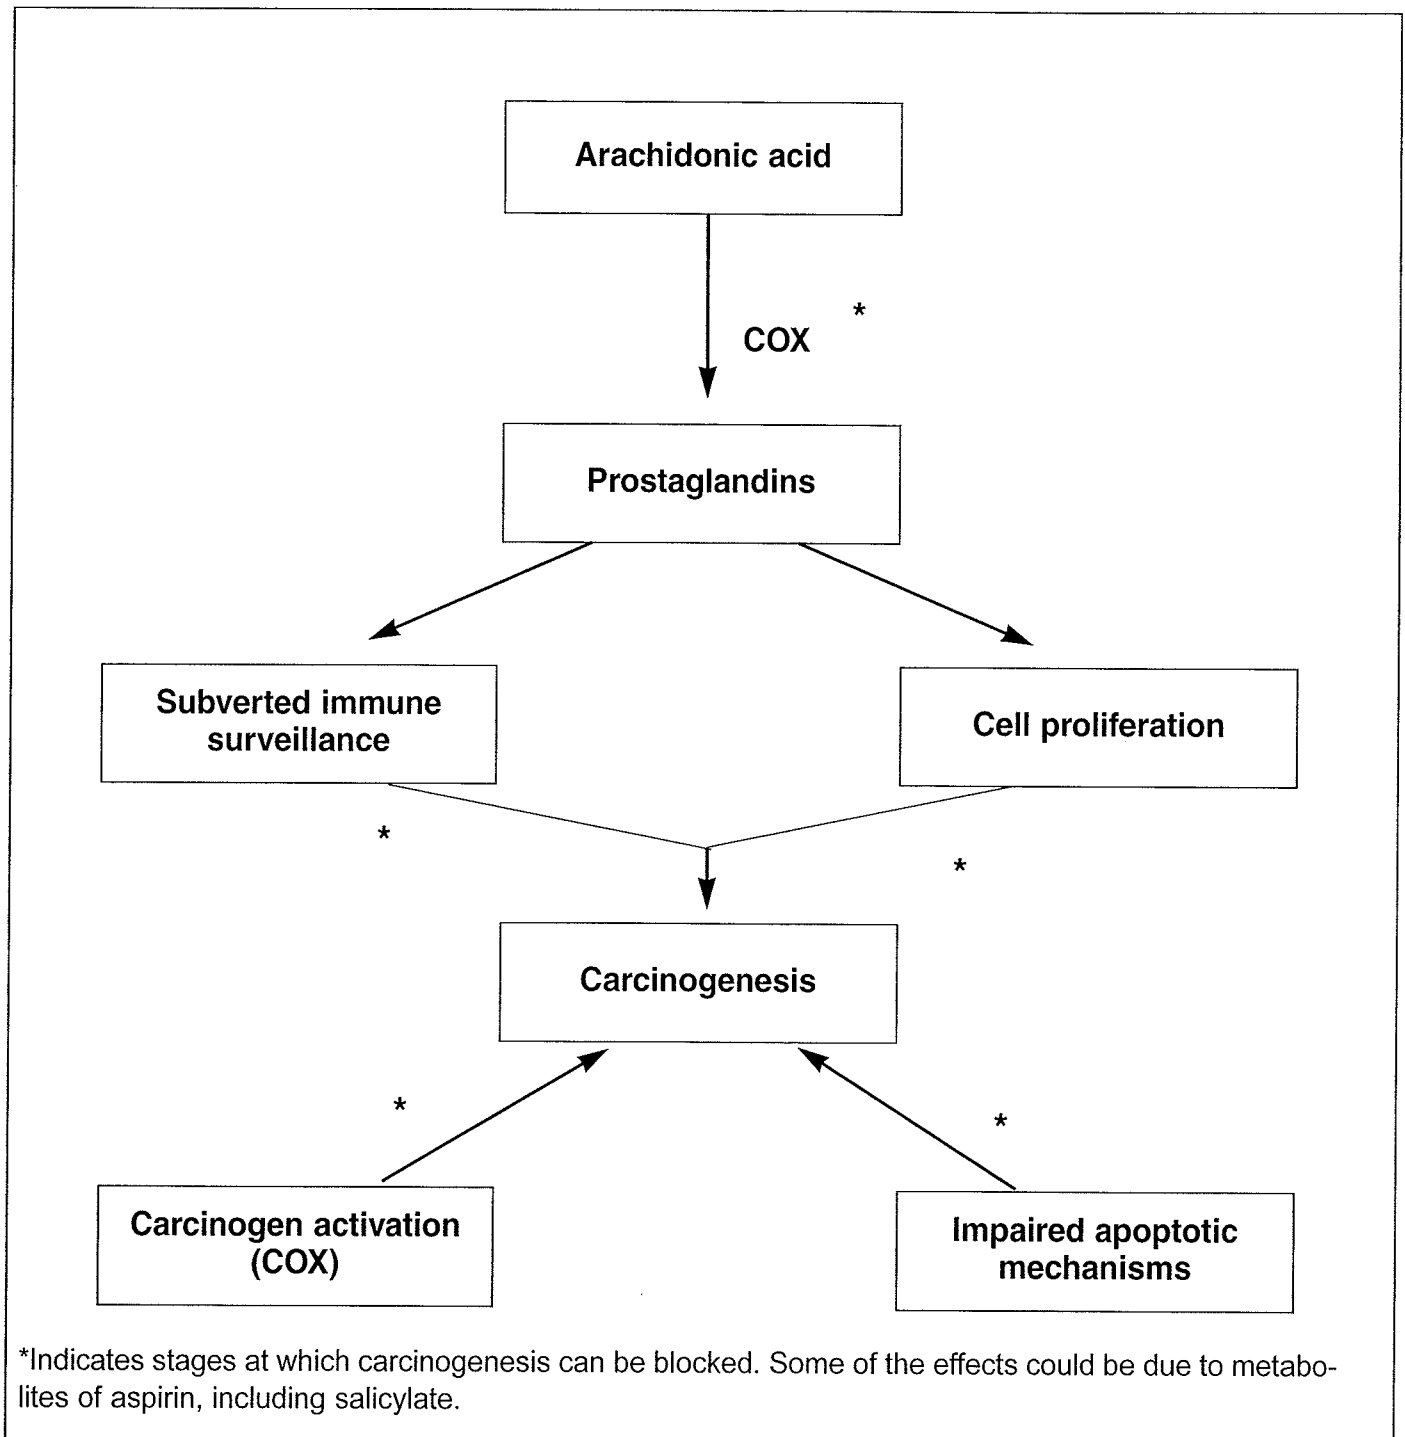 Arachidonic acid
*
COX
Prostaglandins
Subverted immune
surveillance
Cell proliferation
*
*
Carcinogenesis
*
*
Carcinogen activation
(COX)
Impaired apoptotic
mechanisms
*Indicates stages at which carcinogenesis can be blocked. Some of the effects could be due to metabo-
lites of aspirin, including salicylate.